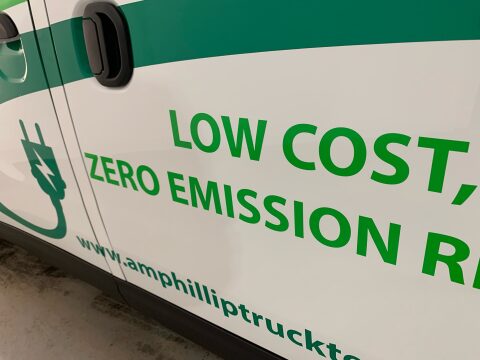 LOW COST,
ZERO EMISSION R
www.amphilliptruckt